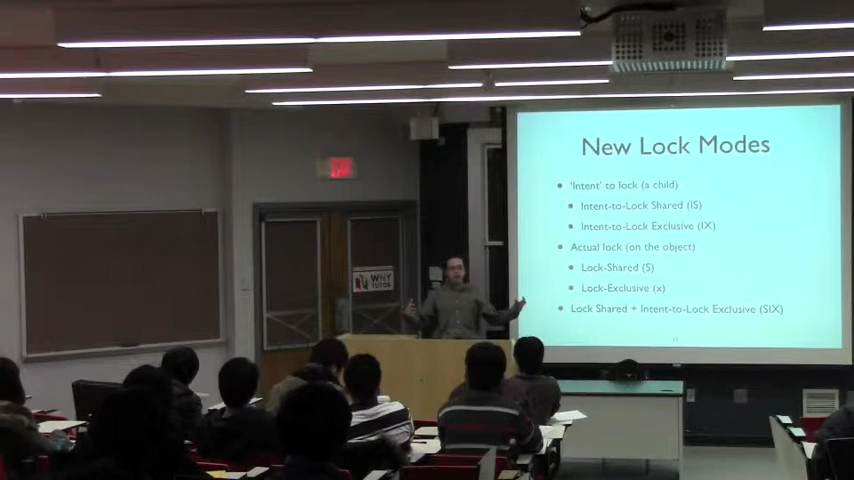 New Lock Modes
• 'Intent' to lock (a child)
• Intent-to-Lock Shared (IS)
• Intent-to-Lock Exclusive (IX)
• Actual lock (on the object)
• Lock-Shared (S)
• Lock-Exclusive (x)
• Lock Shared + Intent-to-Lock Exclusive (SIX)
EXIT
WHY
TUTOR